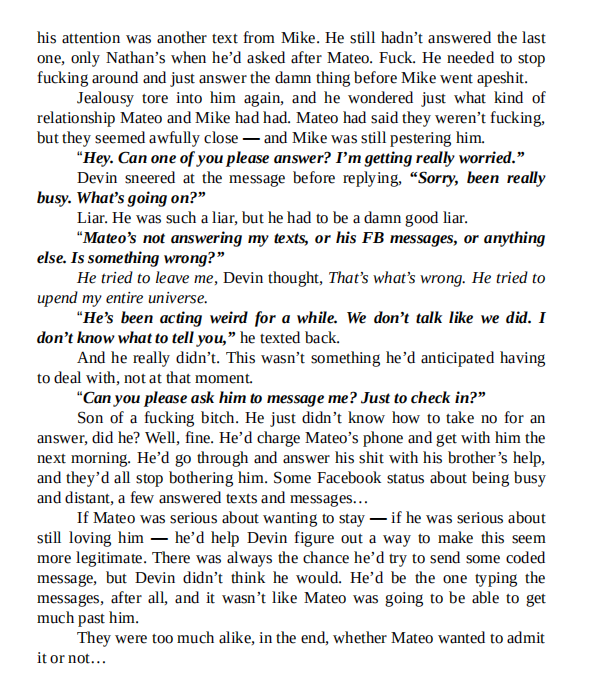 his attention was another text from Mike. He still hadn’t answered the last
one, only Nathan’s when he’d asked after Mateo. Fuck. He needed to stop
fucking around and just answer the damn thing before Mike went apeshit.
Jealousy tore into him again, and he wondered just what kind of
relationship Mateo and Mike had had. Mateo had said they weren’t fucking,
but they seemed awfully close — and Mike was still pestering him.
“Hey. Can one of you please answer? I’m getting really worried.”
Devin sneered at the message before replying, “Sorry, been really
busy. What’s going on?”
Liar. He was such a liar, but he had to be a damn good liar.
“Mateo’s not answering my texts, or his FB messages, or anything
else. Is something wrong?”
He tried to leave me, Devin thought, That’s what’s wrong. He tried to
upend my entire universe.
“He’s been acting weird for a while. We don’t talk like we did. I
don’t know what to tell you,” he texted back.
And he really didn’t. This wasn’t something he’d anticipated having
to deal with, not at that moment.
“Can you please ask him to message me? Just to check in?”
Son of a fucking bitch. He just didn’t know how to take no for an
answer, did he? Well, fine. He’d charge Mateo’s phone and get with him the
next morning. He’d go through and answer his shit with his brother’s help,
and they’d all stop bothering him. Some Facebook status about being busy
and distant, a few answered texts and messages…
If Mateo was serious about wanting to stay — if he was serious about
still loving him — he’d help Devin figure out a way to make this seem
more legitimate. There was always the chance he’d try to send some coded
message, but Devin didn’t think he would. He’d be the one typing the
messages, after all, and it wasn’t like Mateo was going to be able to get
much past him.
They were too much alike, in the end, whether Mateo wanted to admit
it or not…